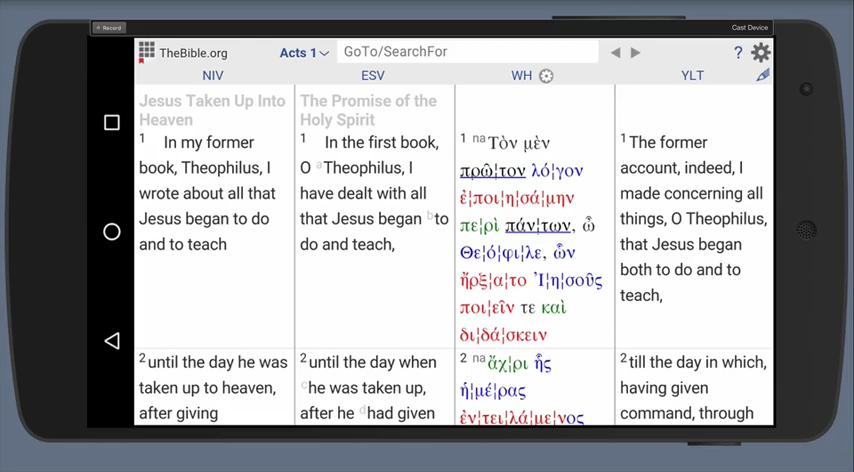 Record
Cast Device
TheBible.org
Acts 1
GoTo/SearchFor
?
NIV
ESV
WH
YLT
Jesus Taken Up Into
Heaven
1 In my former
book, Theophilus, I
wrote about all that
Jesus began to do
and to teach
2 until the day he was
taken up to heaven,
after giving
The Promise of the
Holy Spirit
1 In the first book,
O a Theophilus, I
have dealt with all
that Jesus began b to
do and teach,
2 until the day when
c he was taken up,
after he d had given
1 na Τὸν μὲν
πρῶ¦τον λό¦γον
ἐ¦ποι¦η¦σά¦μην
πε¦ρὶ πάν¦των, ὦ
Θε¦ό¦φι¦λε, ὧν
ἤρξ¦α¦το Ἰ¦η¦σοῦς
ποι¦εῖν τε καὶ
δι¦δά¦σκειν
2 na ἄχ¦ρι ἧς
ἡ¦μέ¦ρας
ἐν¦τει¦λά¦με¦νος
1 The former
account, indeed, I
made concerning all
things, O Theophilus,
that Jesus began
both to do and to
teach,
2 till the day in which,
having given
command, through